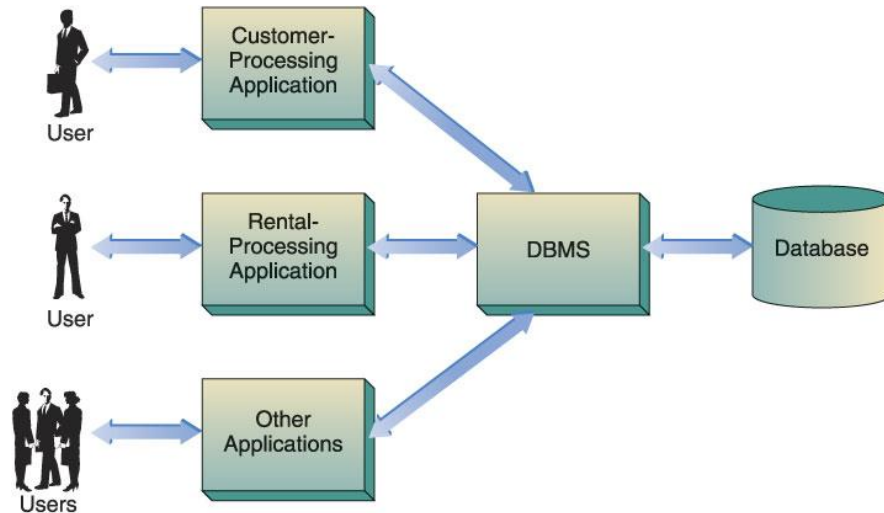 Customer-
Processing
Application
User
Rental-
Processing
Application
DBMS
Database
User
Other
Applications
Users